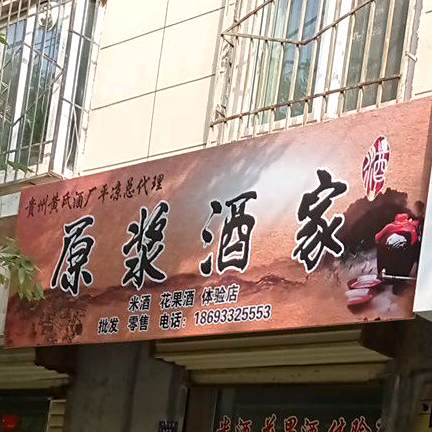 贵州黄氏酒厂平凉总代理
酒
原浆酒家
米酒 花果酒 体验店
批发 零售 电话：18693325553